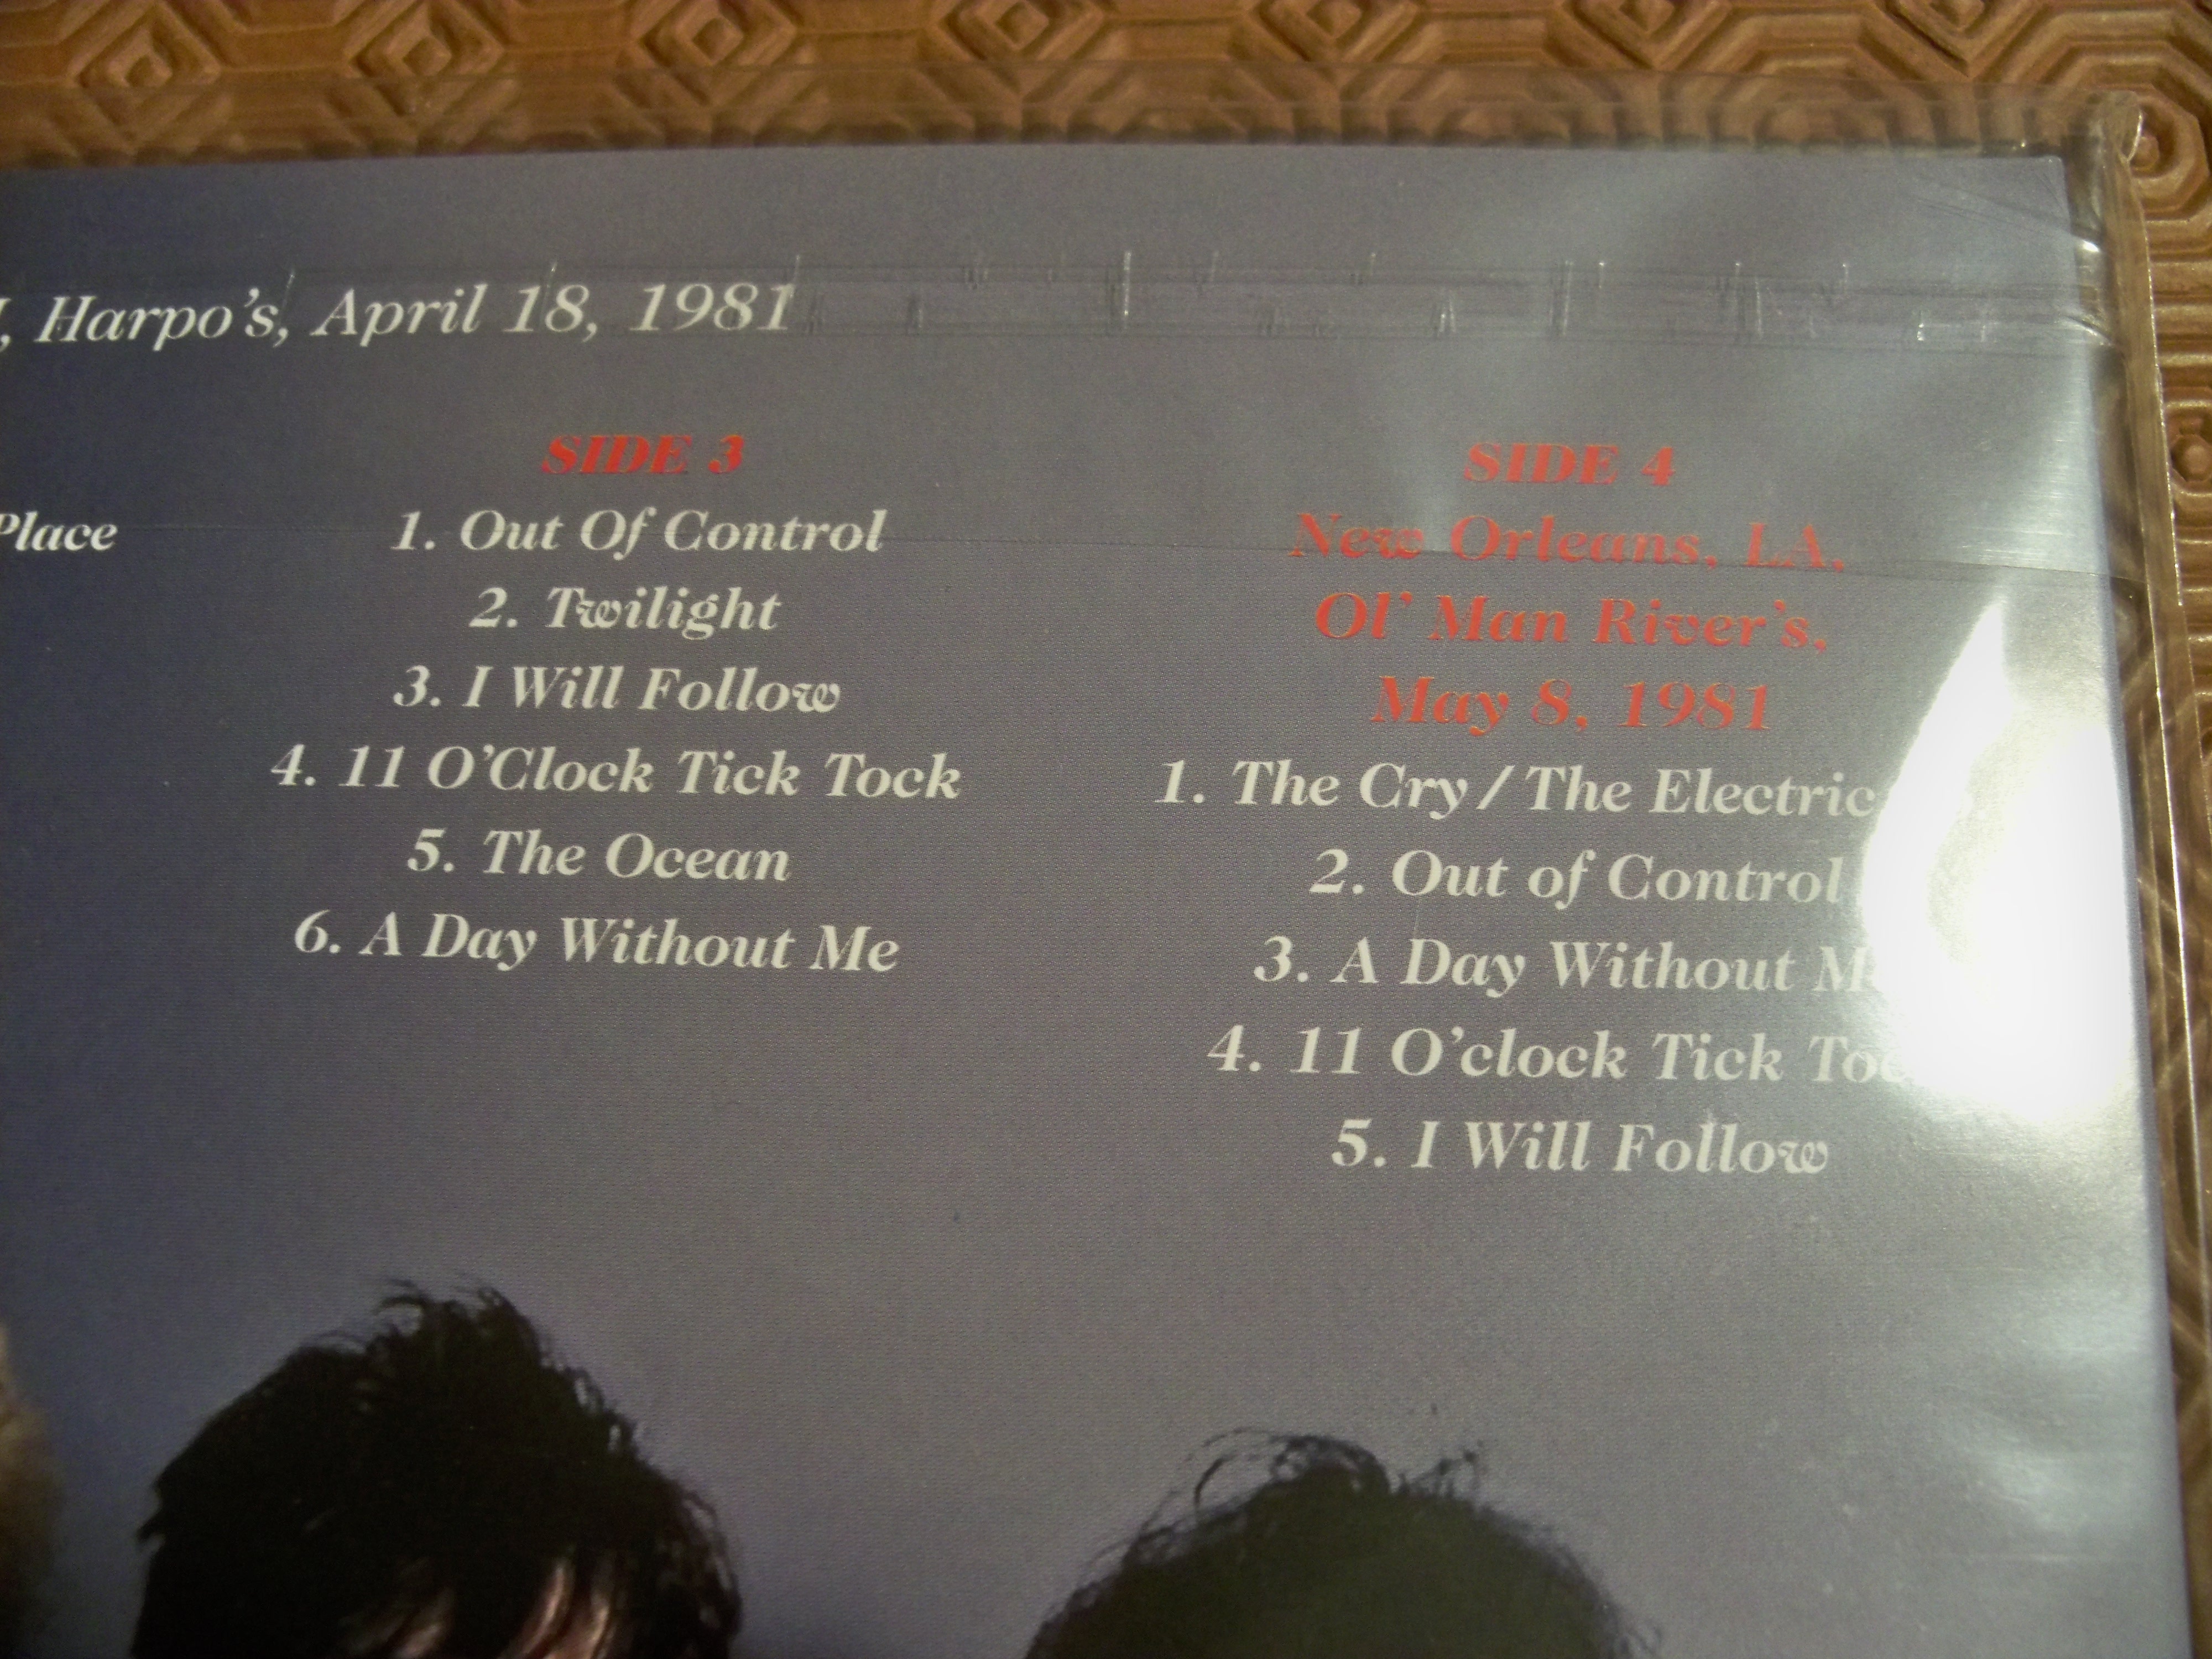 , Harpo's, April 18, 1981
Place
SIDE 3
1. Out Of Control
2. Twilight
3. I Will Follow
4. 11 O'Clock Tick Tock
5. The Ocean
6. A Day Without Me
SIDE 4
New Orleans, LA,
Ol' Man River's,
May 8, 1981
1. The Cry / The Electric
2. Out of Control
3. A Day Without
4. 11 O'clock Tick
5. I Will Follow